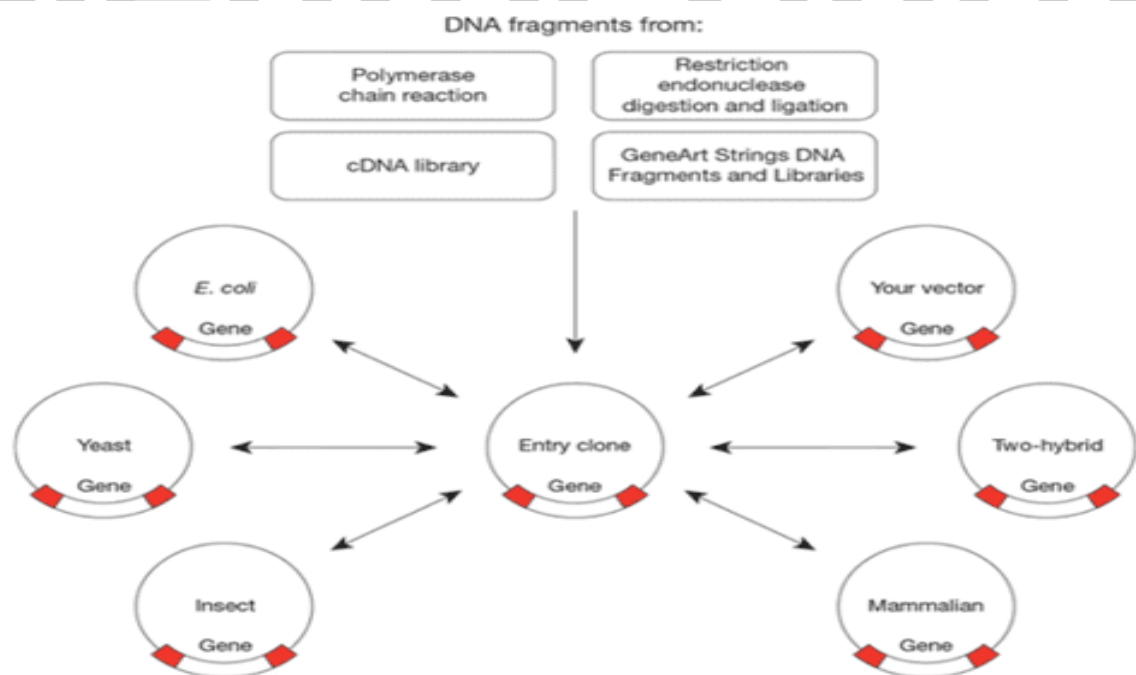 DNA fragments from:
Polymerase
chain reaction
Restriction
endonuclease
digestion and ligation
cDNA library
GeneArt Strings DNA
Fragments and Libraries
E. coli
Gene
Your vector
Gene
Yeast
Gene
Entry clone
Gene
Two-hybrid
Gene
Insect
Gene
Mammalian
Gene